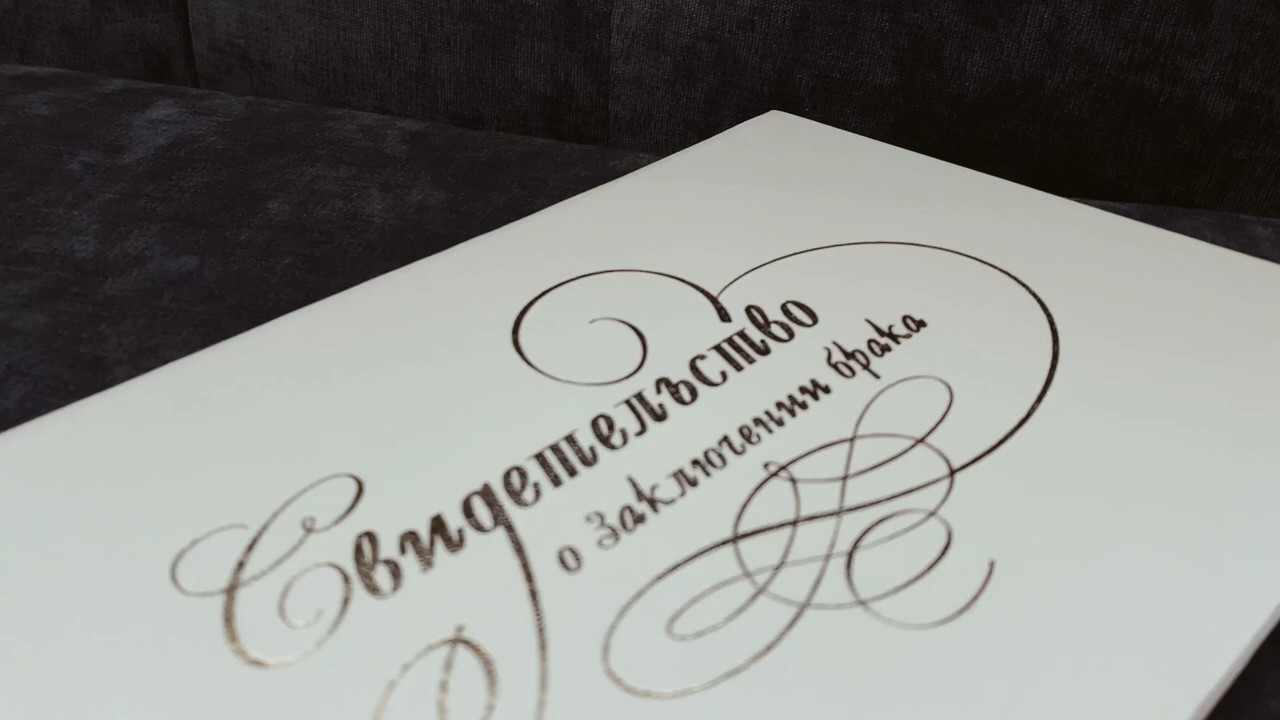 Свидетельство
о заключении брака